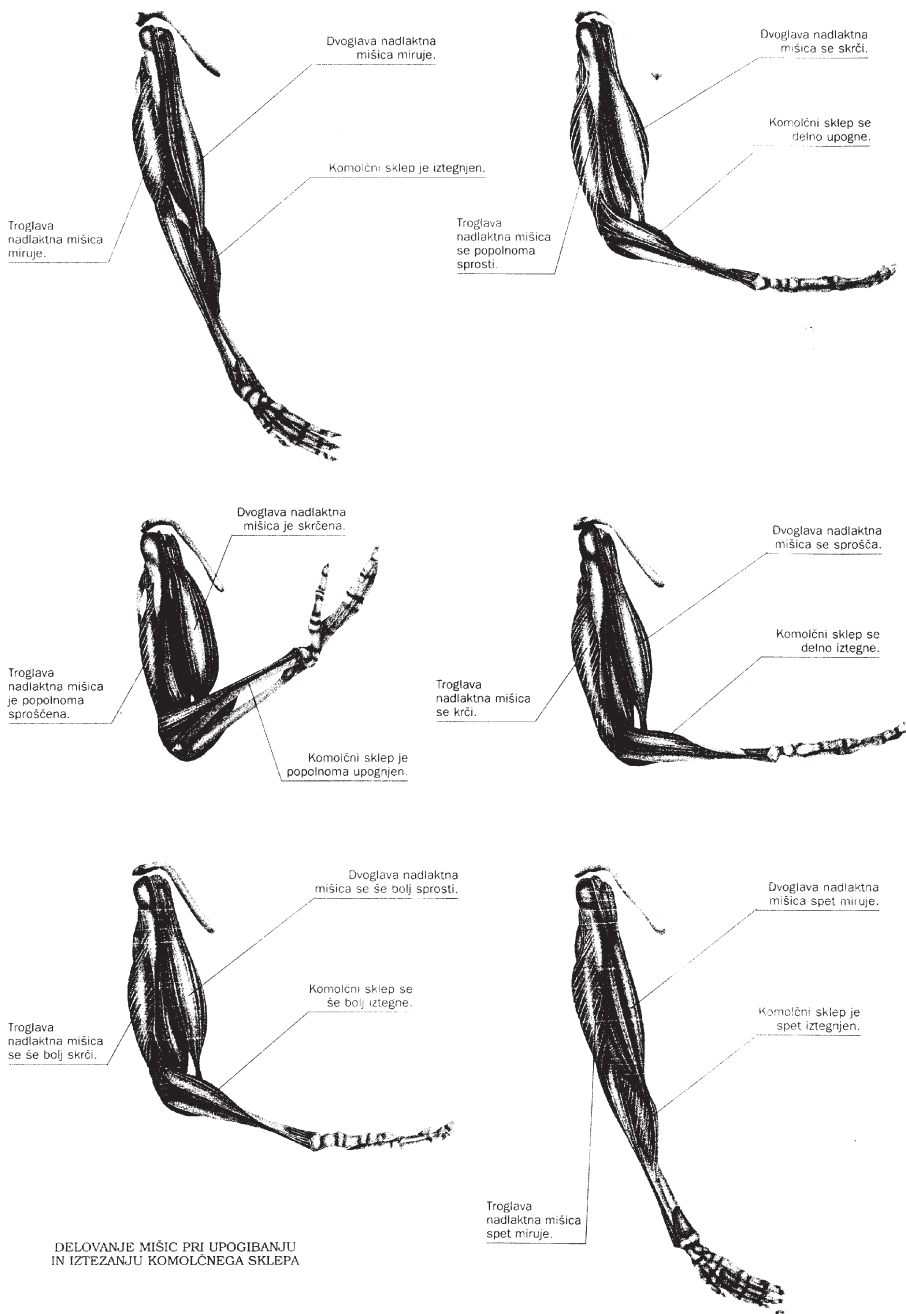 Dvoglava nadlaktna
mišica miruje.
Komolčni sklep je iztegnjen.
Troglava
nadlaktna mišica
miruje.
Dvoglava nadlaktna
mišica se skrči.
Komolčni sklep se
delno upogne.
Troglava
nadlaktna mišica
se popolnoma
sprosti.
Dvoglava nadlaktna
mišica je skrčena.
Troglava
nadlaktna mišica
je popolnoma
sproščena.
Komolčni sklep je
popolnoma upognjen.
Dvoglava nadlaktna
mišica se sprošča.
Komolčni sklep se
delno iztegne.
Troglava
nadlaktna mišica
se krči.
Dvoglava nadlaktna
mišica se še bolj sprosti.
Komolčni sklep se
še bolj iztegne.
Troglava
nadlaktna mišica
se še bolj skrči.
Dvoglava nadlaktna
mišica spet miruje.
Komolčni sklep je
spet iztegnjen.
Troglava
nadlaktna mišica
spet miruje.
DELOVANJE MIŠIC PRI UPOGIBANJU
IN IZTEZANJU KOMOLČNEGA SKLEPA